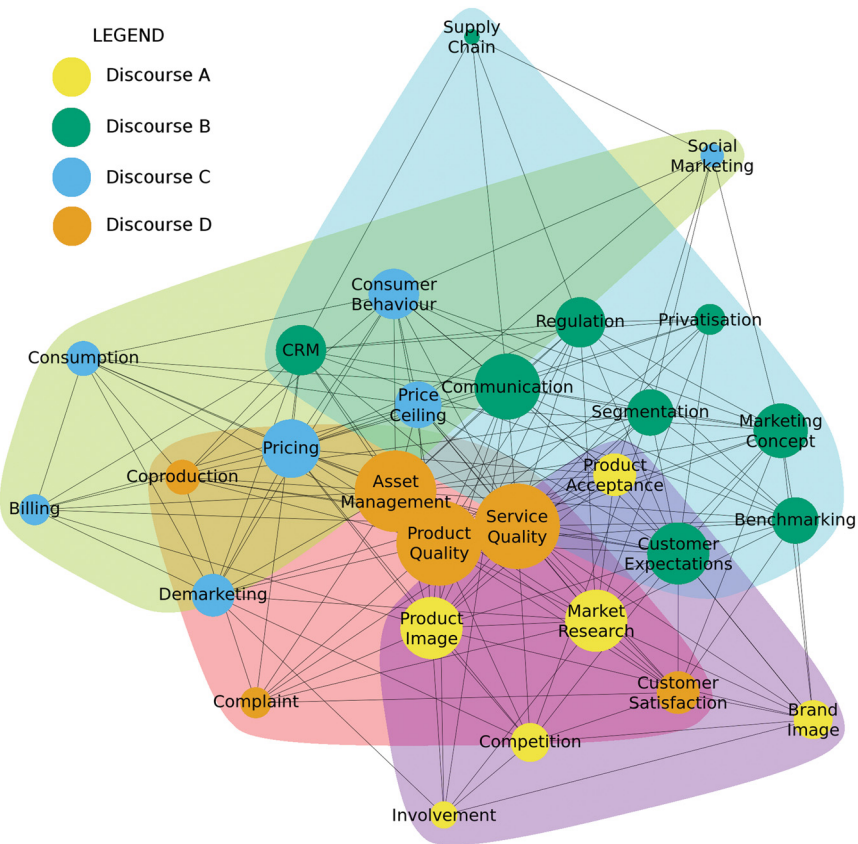 LEGEND
Discourse A
Discourse B
Discourse C
Discourse D
Supply
Chain
Social
Marketing
Consumer
Behaviour
Regulation
Privatisation
CRM
Consumption
Communication
Price
Ceiling
Segmentation
Marketing
Concept
Pricing
Coproduction
Product
Acceptance
Asset
Management
Billing
Service
Quality
Benchmarking
Product
Quality
Customer
Expectations
Demarketing
Product
Image
Market
Research
Complaint
Customer
Satisfaction
Brand
Image
Competition
Involvement